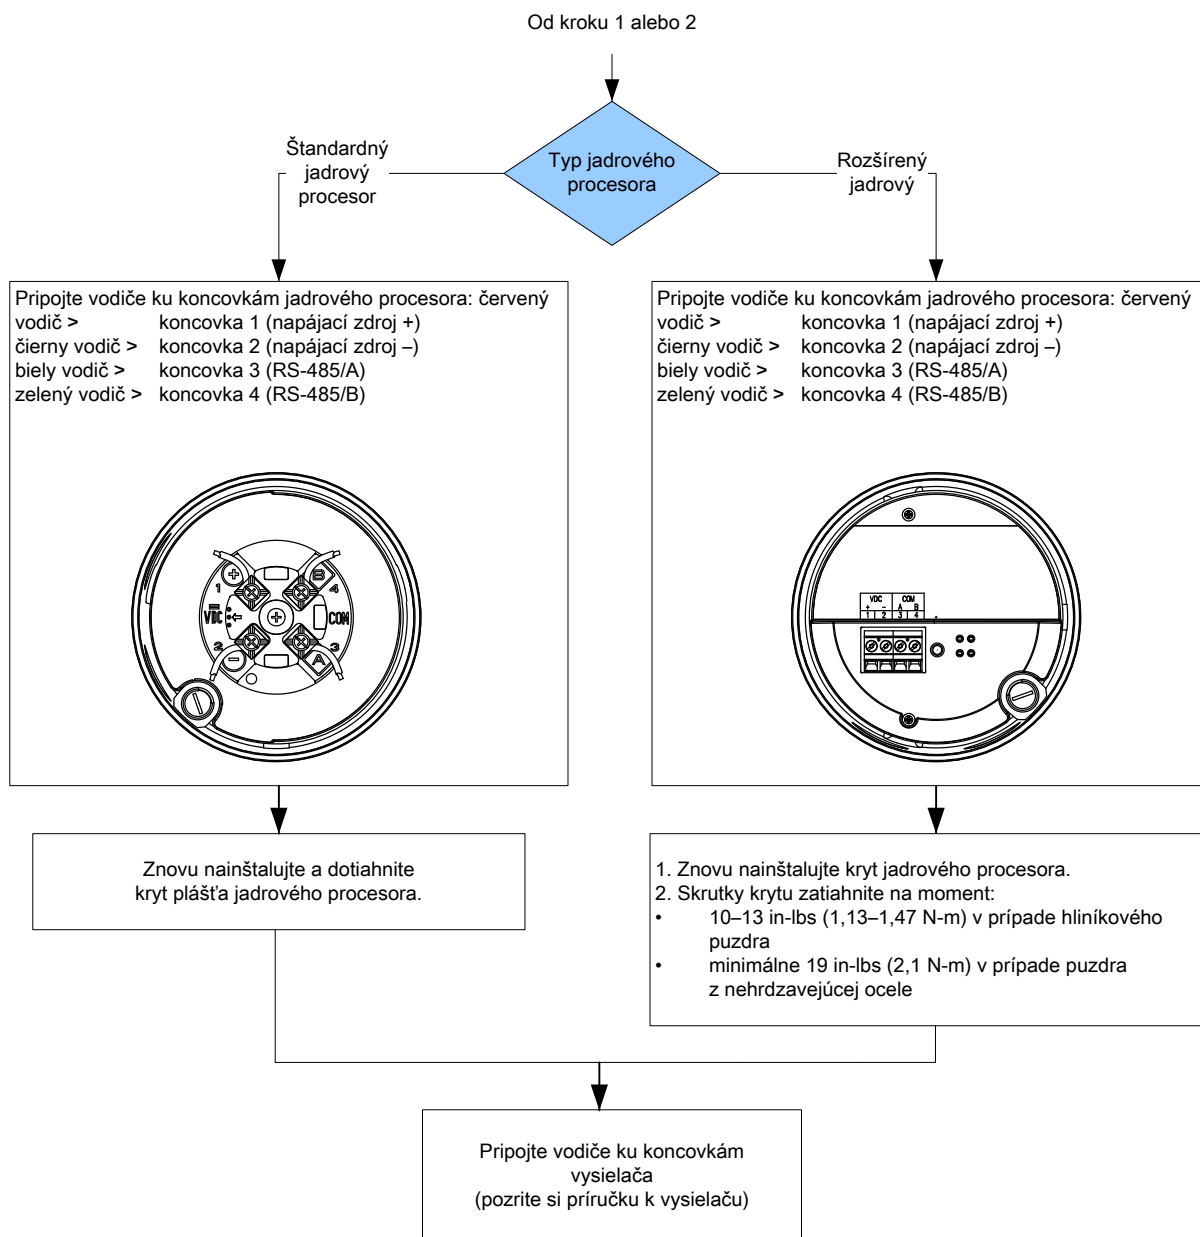 Od kroku 1 alebo 2
Typ jadrového
procesora
Štandardný
jadrový
procesor
Rozšírený
jadrový
Pripojte vodiče ku koncovkám jadrového procesora: červený
vodič > koncovka 1 (napájací zdroj +)
čierny vodič > koncovka 2 (napájací zdroj –)
biely vodič > koncovka 3 (RS-485/A)
zelený vodič > koncovka 4 (RS-485/B)
1
+
B
4
VDC
COM
2
–
A
3
Pripojte vodiče ku koncovkám jadrového procesora: červený
vodič > koncovka 1 (napájací zdroj +)
čierny vodič > koncovka 2 (napájací zdroj –)
biely vodič > koncovka 3 (RS-485/A)
zelený vodič > koncovka 4 (RS-485/B)
VDC COM
+ – A B
1 2 3 4
Znovu nainštalujte a dotiahnite
kryt plášťa jadrového procesora.
1. Znovu nainštalujte kryt jadrového procesora.
2. Skrutky krytu zatiahnite na moment:
• 10–13 in-lbs (1,13–1,47 N-m) v prípade hliníkového
puzdra
• minimálne 19 in-lbs (2,1 N-m) v prípade puzdra
z nehrdzavejúcej ocele
Pripojte vodiče ku koncovkám
vysielača
(pozrite si príručku k vysielaču)